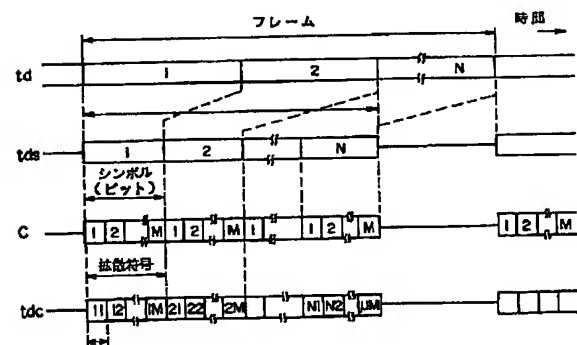 フレーム 時間
td 1 2 N
tds 1 2 N
シンボル
(ビット)
C 1 2 M 1 2 M 1 1 2 M 1 2 M
拡散符号
tdc 11 12 1M 21 22 2M N1 N2